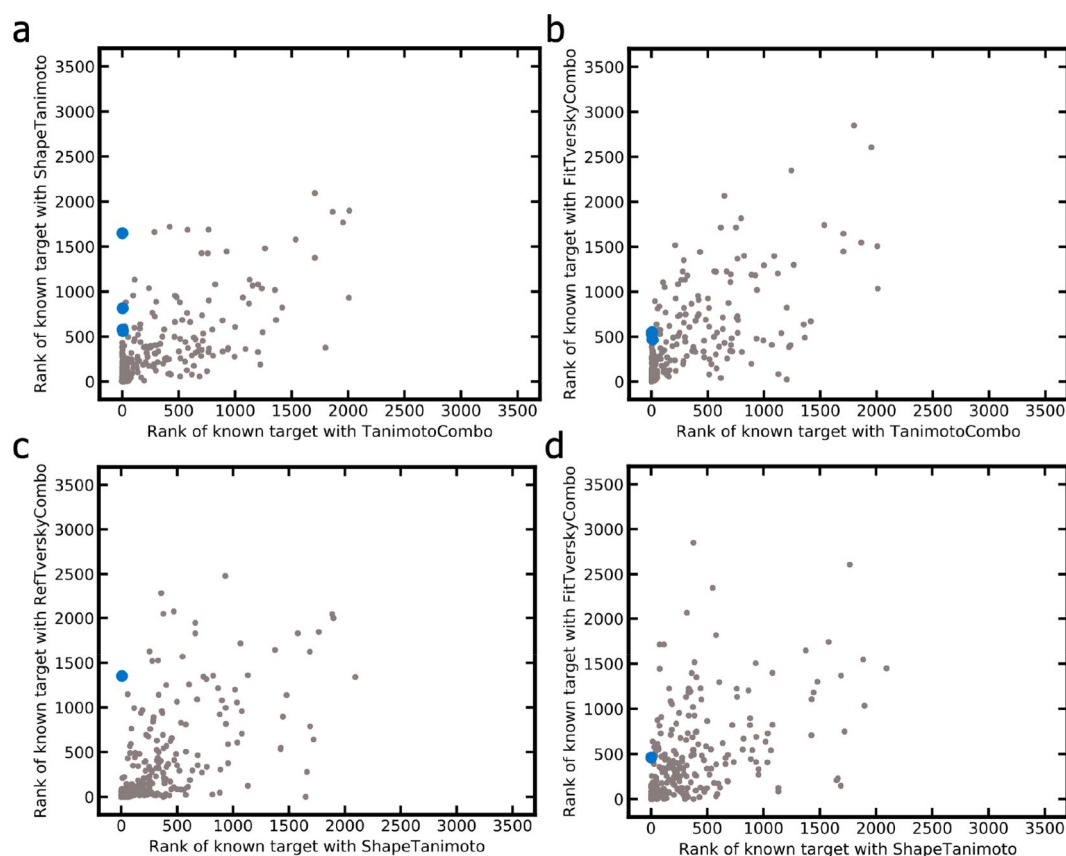 a
Rank of known target with ShapeTanimoto
3500
3000
2500
2000
1500
1000
500
0
0 500 1000 1500 2000 2500 3000 3500
Rank of known target with TanimotoCombo
b
Rank of known target with FitTverskyCombo
3500
3000
2500
2000
1500
1000
500
0
0 500 1000 1500 2000 2500 3000 3500
Rank of known target with TanimotoCombo
c
Rank of known target with RefTverskyCombo
3500
3000
2500
2000
1500
1000
500
0
0 500 1000 1500 2000 2500 3000 3500
Rank of known target with ShapeTanimoto
d
Rank of known target with FitTverskyCombo
3500
3000
2500
2000
1500
1000
500
0
0 500 1000 1500 2000 2500 3000 3500
Rank of known target with ShapeTanimoto